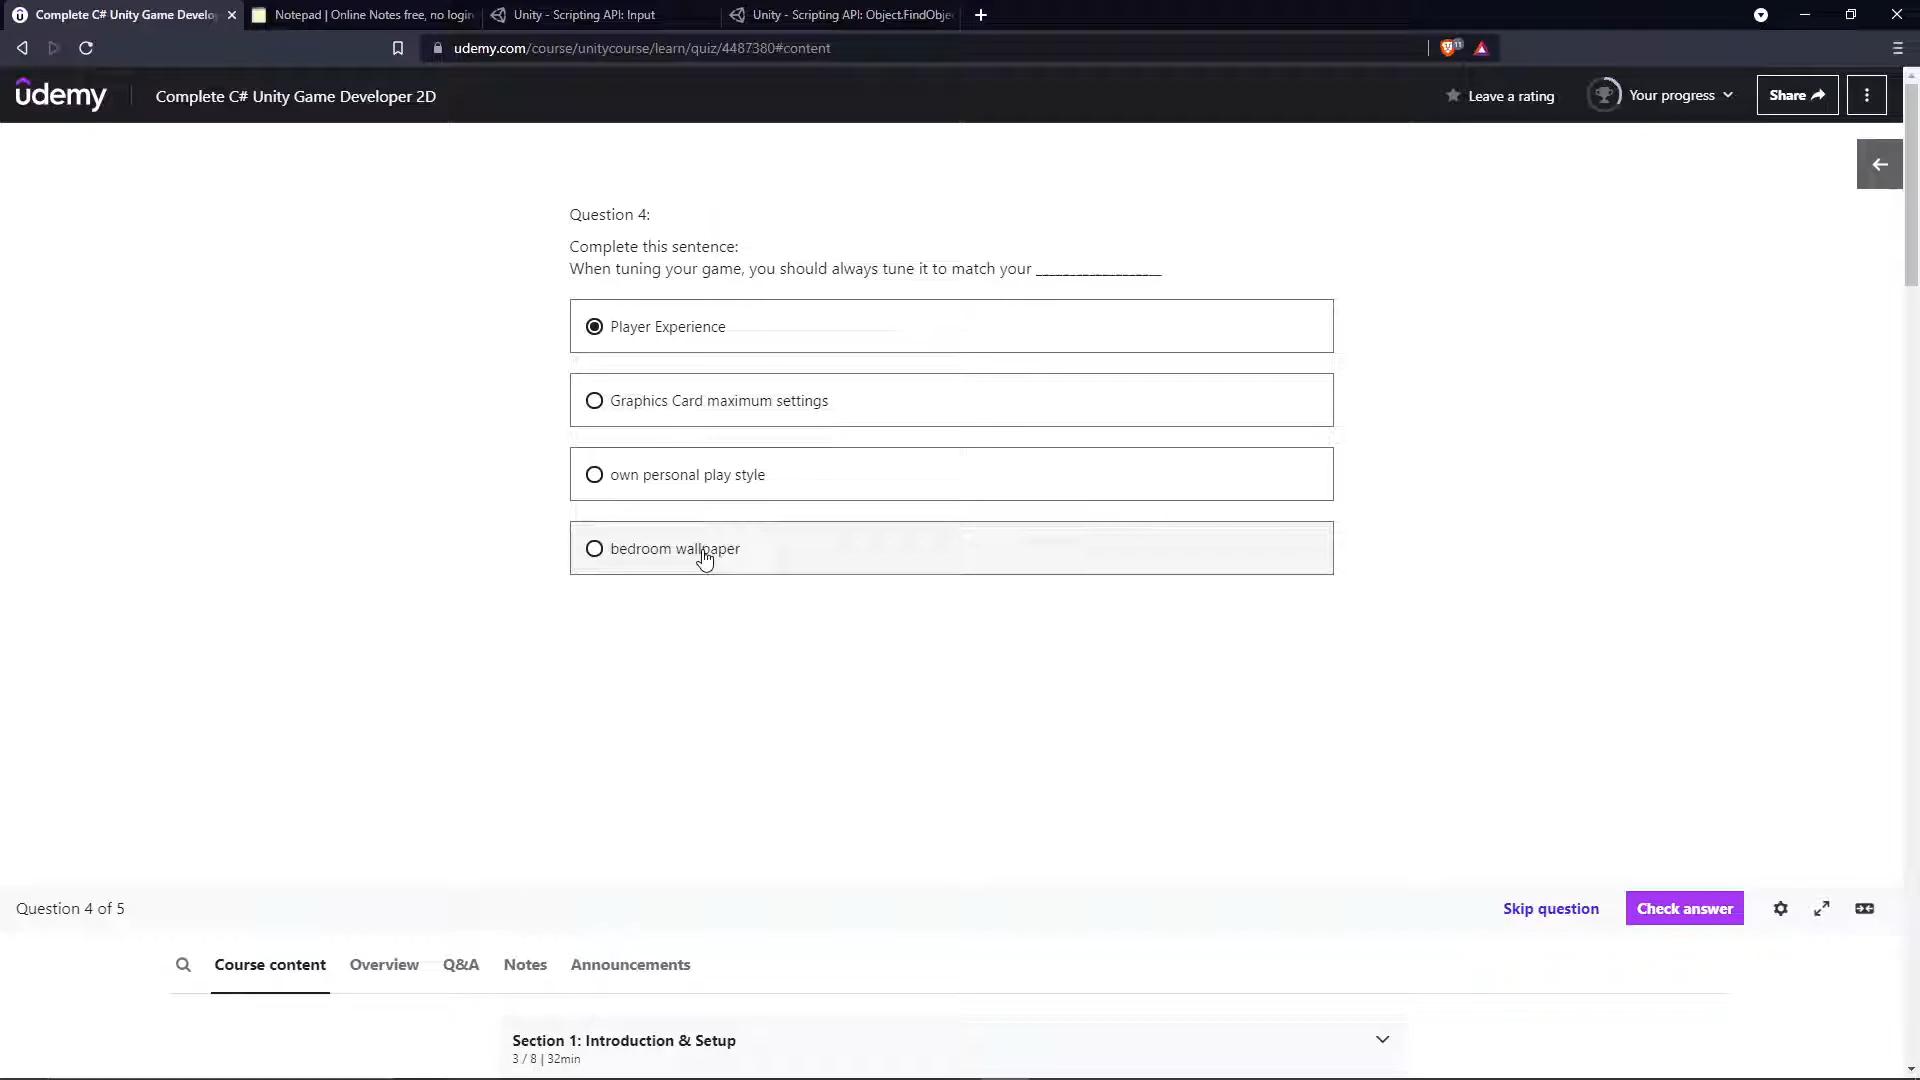 Complete C# Unity Game Develo
Notepad | Online Notes free, no login
Unity - Scripting API: Input
Unity - Scripting API: Object.FindObje
udemy.com/course/unitycourse/learn/quiz/4487380#content
11
udemy
Complete C# Unity Game Developer 2D
Leave a rating
Your progress
Share
Question 4:
Complete this sentence:
When tuning your game, you should always tune it to match your __________________
Player Experience
Graphics Card maximum settings
own personal play style
bedroom wallpaper
Question 4 of 5
Skip question
Check answer
Course content
Overview
Q&A
Notes
Announcements
Section 1: Introduction & Setup
3 / 8 | 32min